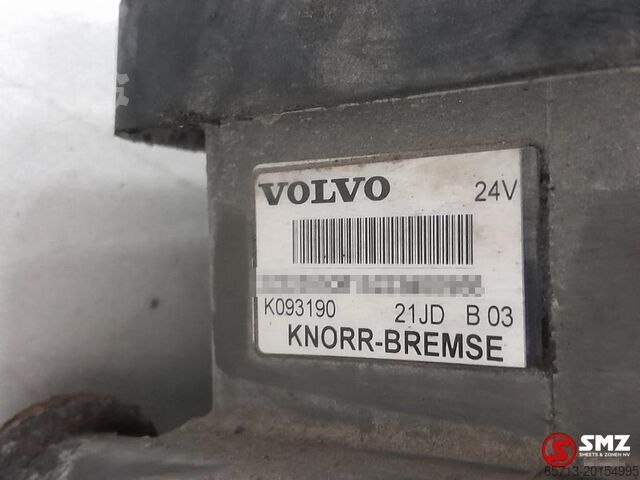 VOLVO 24V
K093190 21JD B 03
KNORR-BREMSE
SMZ
SMEETS & ZONEN NV
65713-20154995